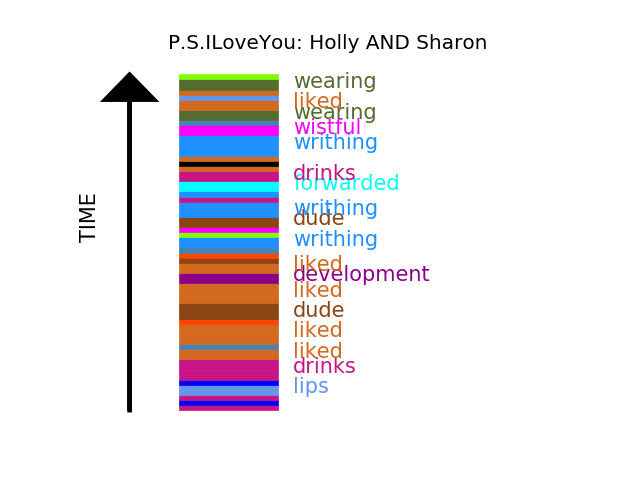 P.S.ILoveYou: Holly AND Sharon
TIME
wearing
liked
wearing
wistful
writhing
drinks
forwarded
writhing
dude
writhing
liked
development
liked
dude
liked
liked
drinks
lips